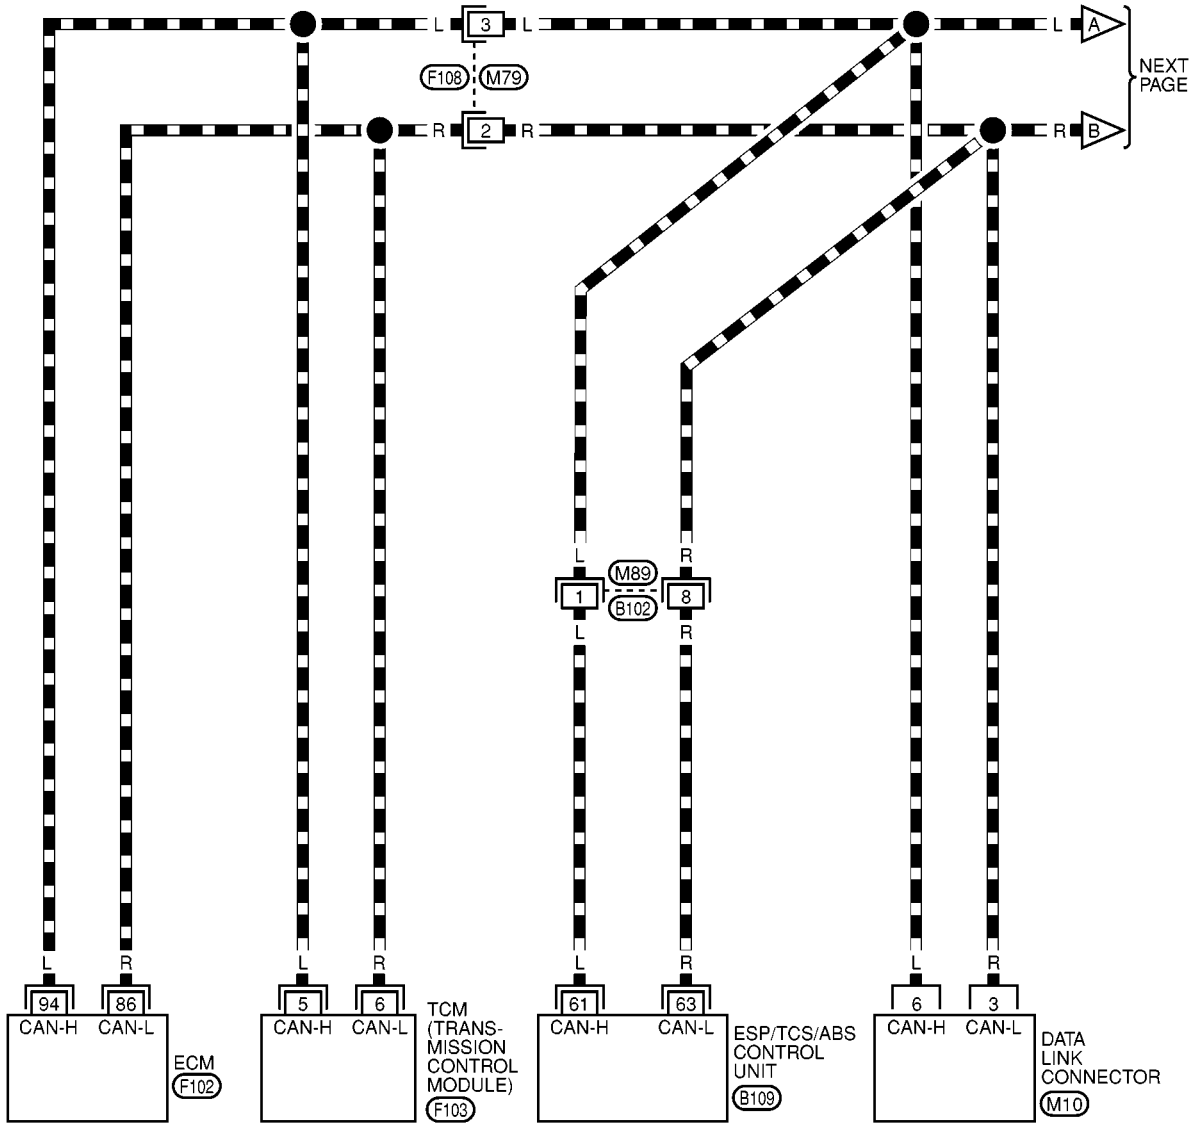 L 3 L L A
F108 M79
NEXT
PAGE
R 2 R R B
L R
M89
1 8
B102
L R
L R L R L R L R
94 86 5 6 61 63 6 3
CAN-H CAN-L CAN-H CAN-L CAN-H CAN-L CAN-H CAN-L
ECM
F102
TCM
(TRANS-
MISSION
CONTROL
MODULE)
F103
ESP/TCS/ABS
CONTROL
UNIT
B109
DATA
LINK
CONNECTOR
M10